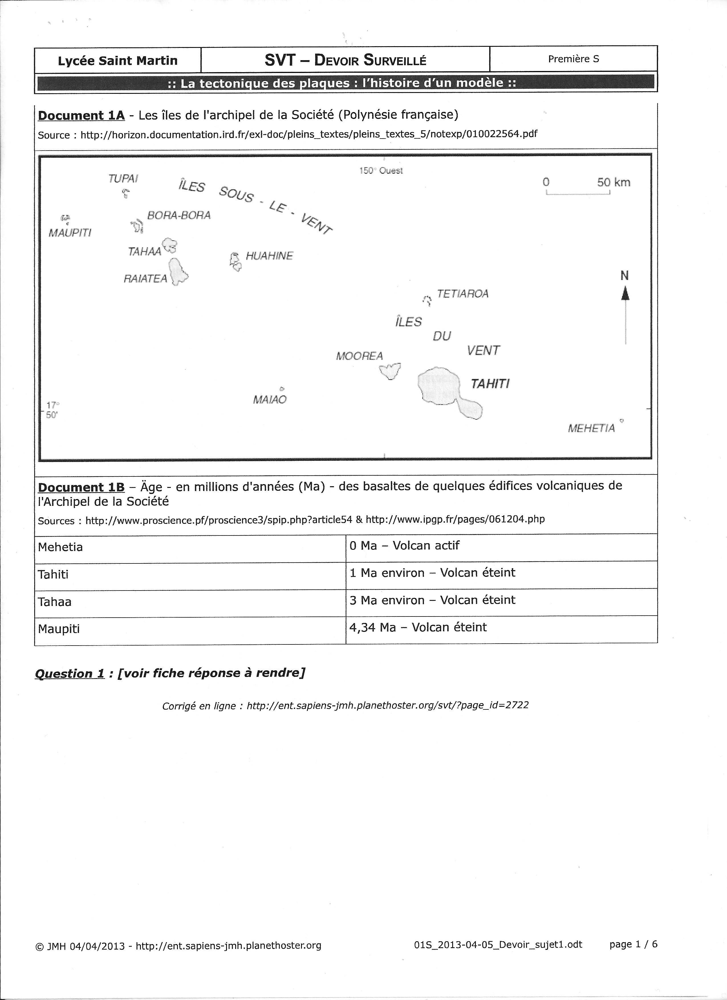 Lycée Saint Martin
SVT – DEVOIR SURVEILLÉ
Première S
:: La tectonique des plaques : l'histoire d'un modèle ::
Document 1A - Les îles de l'archipel de la Société (Polynésie française)
Source : http://horizon.documentation.ird.fr/exl-doc/pleins_textes/pleins_textes_5/notexp/010022564.pdf
150° Ouest
0 50 km
TUPAI
ÎLES SOUS - LE - VENT
BORA-BORA
MAUPITI
TAHAA
HUAHINE
RAIATEA
N
TETIAROA
ÎLES
DU
VENT
MOOREA
TAHITI
MAIAO
17°
50'
MEHETIA
Document 1B – Äge - en millions d'années (Ma) - des basaltes de quelques édifices volcaniques de
l'Archipel de la Société
Sources : http://www.proscience.pf/proscience3/spip.php?article54 & http://www.ipgp.fr/pages/061204.php
Mehetia 0 Ma – Volcan actif
Tahiti 1 Ma environ – Volcan éteint
Tahaa 3 Ma environ – Volcan éteint
Maupiti 4,34 Ma – Volcan éteint
Question 1 : [voir fiche réponse à rendre]
Corrigé en ligne : http://ent.sapiens-jmh.planethoster.org/svt/?page_id=2722
© JMH 04/04/2013 - http://ent.sapiens-jmh.planethoster.org 01S_2013-04-05_Devoir_sujet1.odt page 1 / 6